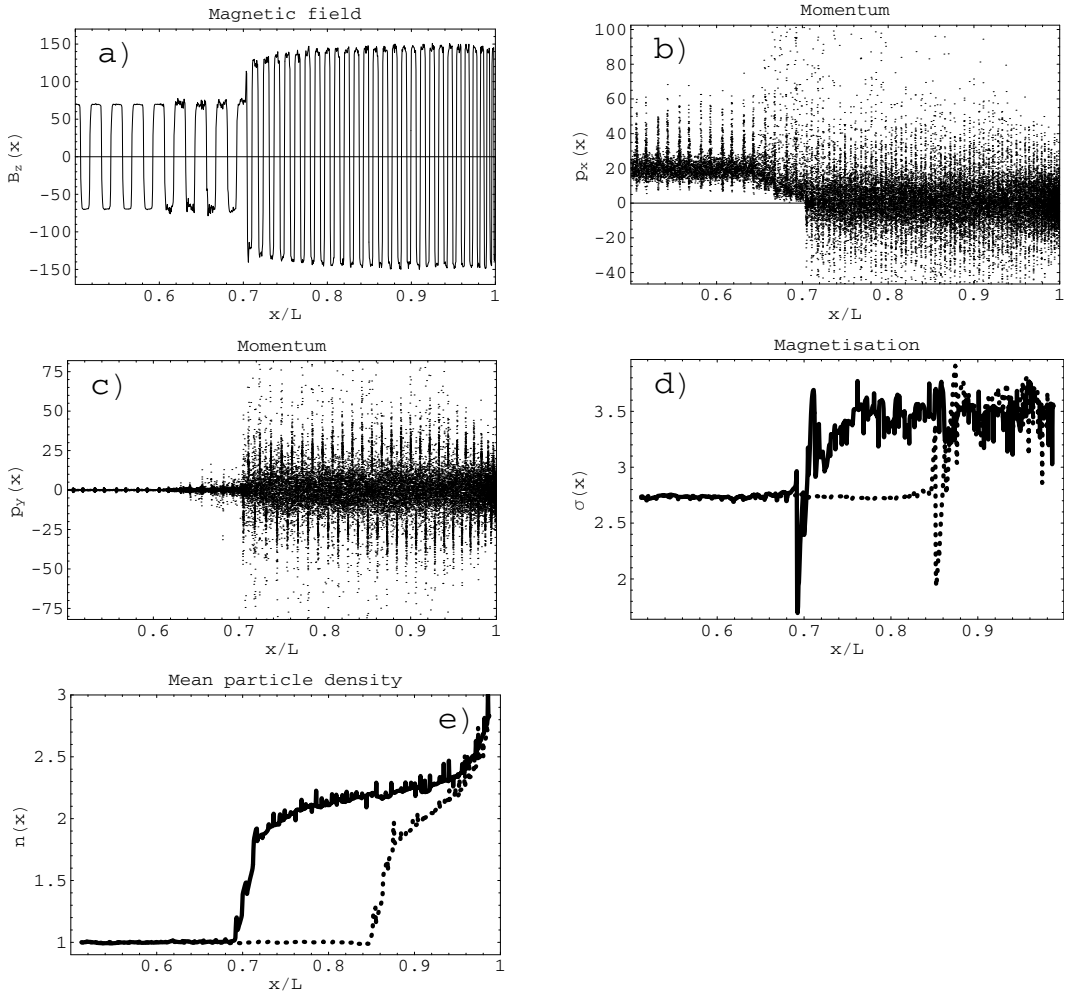 Magnetic field
a)
150
100
50
0
-50
-100
-150
B_z(x)
0.6 0.7 0.8 0.9 1
x/L
Momentum
b)
100
80
60
40
20
0
-20
-40
p_x(x)
0.6 0.7 0.8 0.9 1
x/L
Momentum
c)
75
50
25
0
-25
-50
-75
p_y(x)
0.6 0.7 0.8 0.9 1
x/L
Magnetisation
d)
3.5
3
2.5
2
σ(x)
0.6 0.7 0.8 0.9
x/L
Mean particle density
e)
3
2.5
2
1.5
1
n(x)
0.6 0.7 0.8 0.9 1
x/L